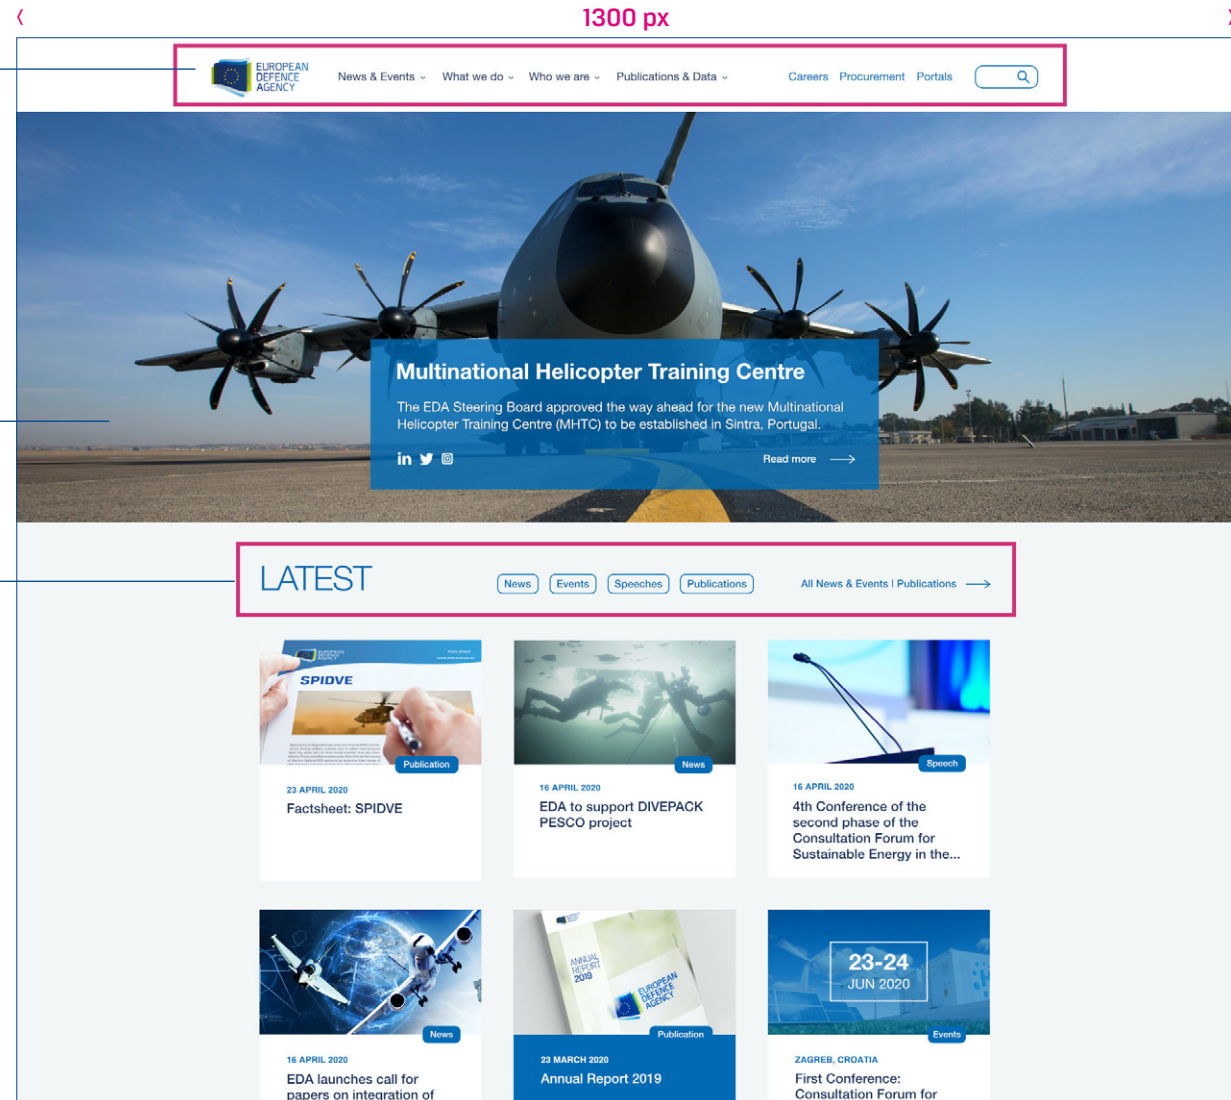 1300 px
EUROPEAN
DEFENCE
AGENCY
News & Events
What we do
Who we are
Publications & Data
Careers
Procurement
Portals
Multinational Helicopter Training Centre
The EDA Steering Board approved the way ahead for the new Multinational
Helicopter Training Centre (MHTC) to be established in Sintra, Portugal.
in
Read more
LATEST
News
Events
Speeches
Publications
All News & Events | Publications
EUROPEAN
DEFENCE
AGENCY
SPIDVE
Publication
23 APRIL 2020
Factsheet: SPIDVE
News
16 APRIL 2020
EDA to support DIVEPACK
PESCO project
Speech
16 APRIL 2020
4th Conference of the
second phase of the
Consultation Forum for
Sustainable Energy in the...
News
16 APRIL 2020
EDA launches call for
papers on integration of
ANNUAL
REPORT
2019
EUROPEAN
DEFENCE
AGENCY
Publication
23 MARCH 2020
Annual Report 2019
23-24
JUN 2020
Events
ZAGREB, CROATIA
First Conference:
Consultation Forum for